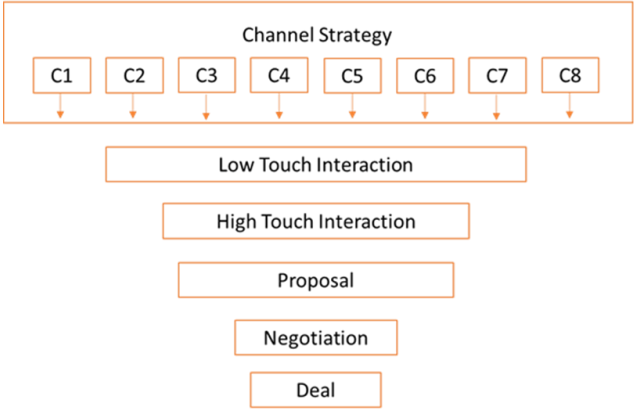 Channel Strategy
C1 C2 C3 C4 C5 C6 C7 C8
Low Touch Interaction
High Touch Interaction
Proposal
Negotiation
Deal